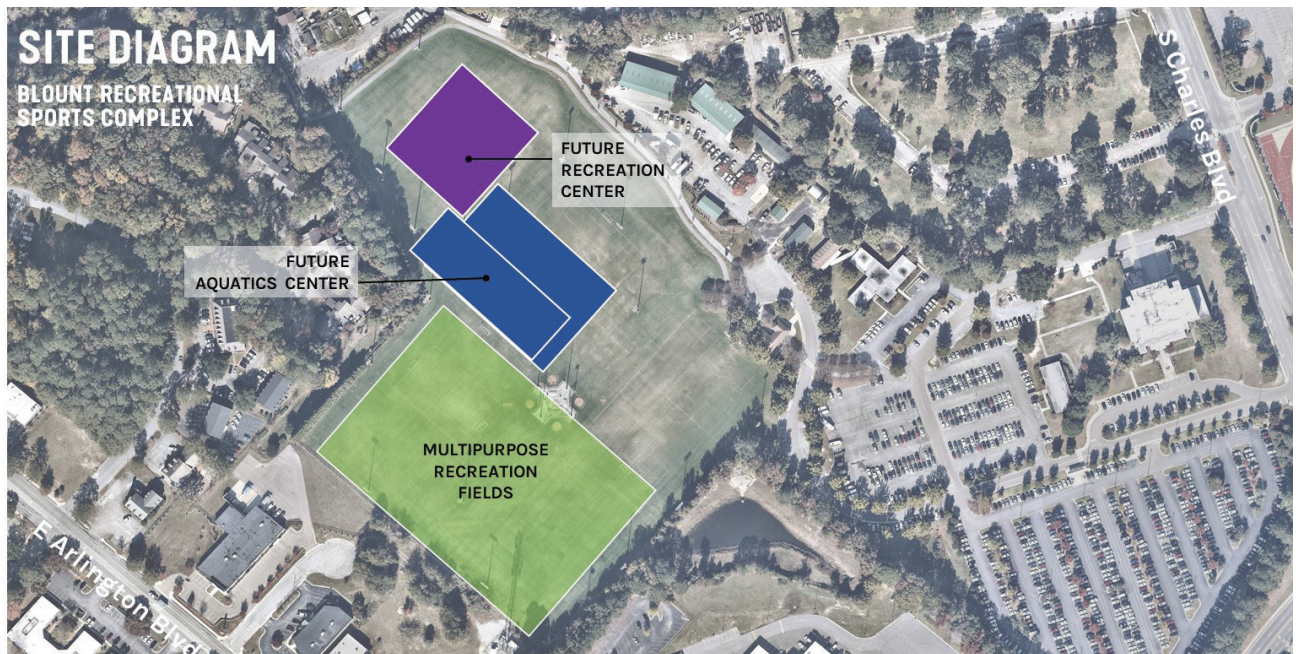 SITE DIAGRAM
BLOUNT RECREATIONAL
SPORTS COMPLEX
FUTURE
RECREATION
CENTER
FUTURE
AQUATICS CENTER
MULTIPURPOSE
RECREATION
FIELDS
S Charles Blvd
E Arlington Blvd